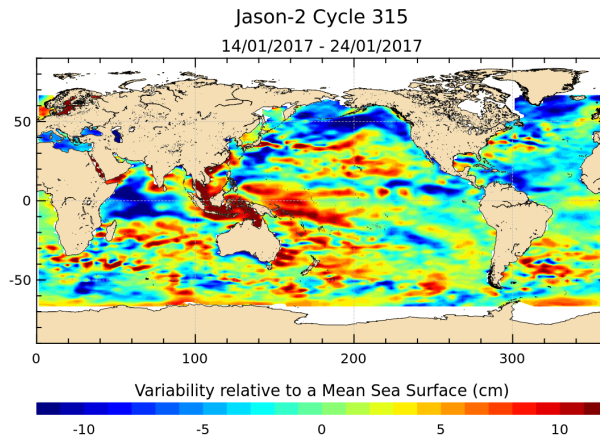 Jason-2 Cycle 315
14/01/2017 - 24/01/2017
50
0
-50
0 100 200 300
Variability relative to a Mean Sea Surface (cm)
-10 -5 0 5 10